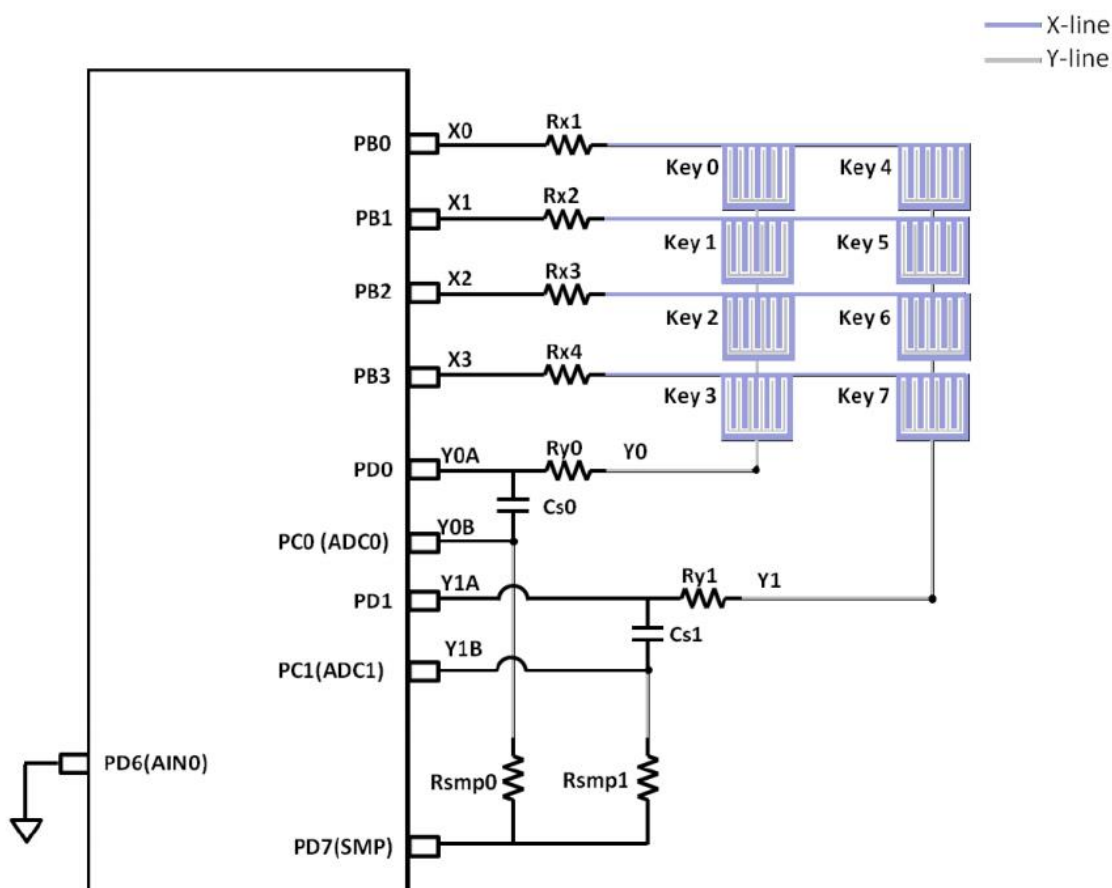 X-line
Y-line
PB0 X0 Rx1 Key 0 Key 4
PB1 X1 Rx2 Key 1 Key 5
PB2 X2 Rx3 Key 2 Key 6
PB3 X3 Rx4 Key 3 Key 7
PD0 Y0A Ry0 Y0
Cs0
PC0 (ADC0) Y0B
PD1 Y1A Ry1 Y1
Cs1
PC1(ADC1) Y1B
PD6(AIN0)
Rsmp0 Rsmp1
PD7(SMP)